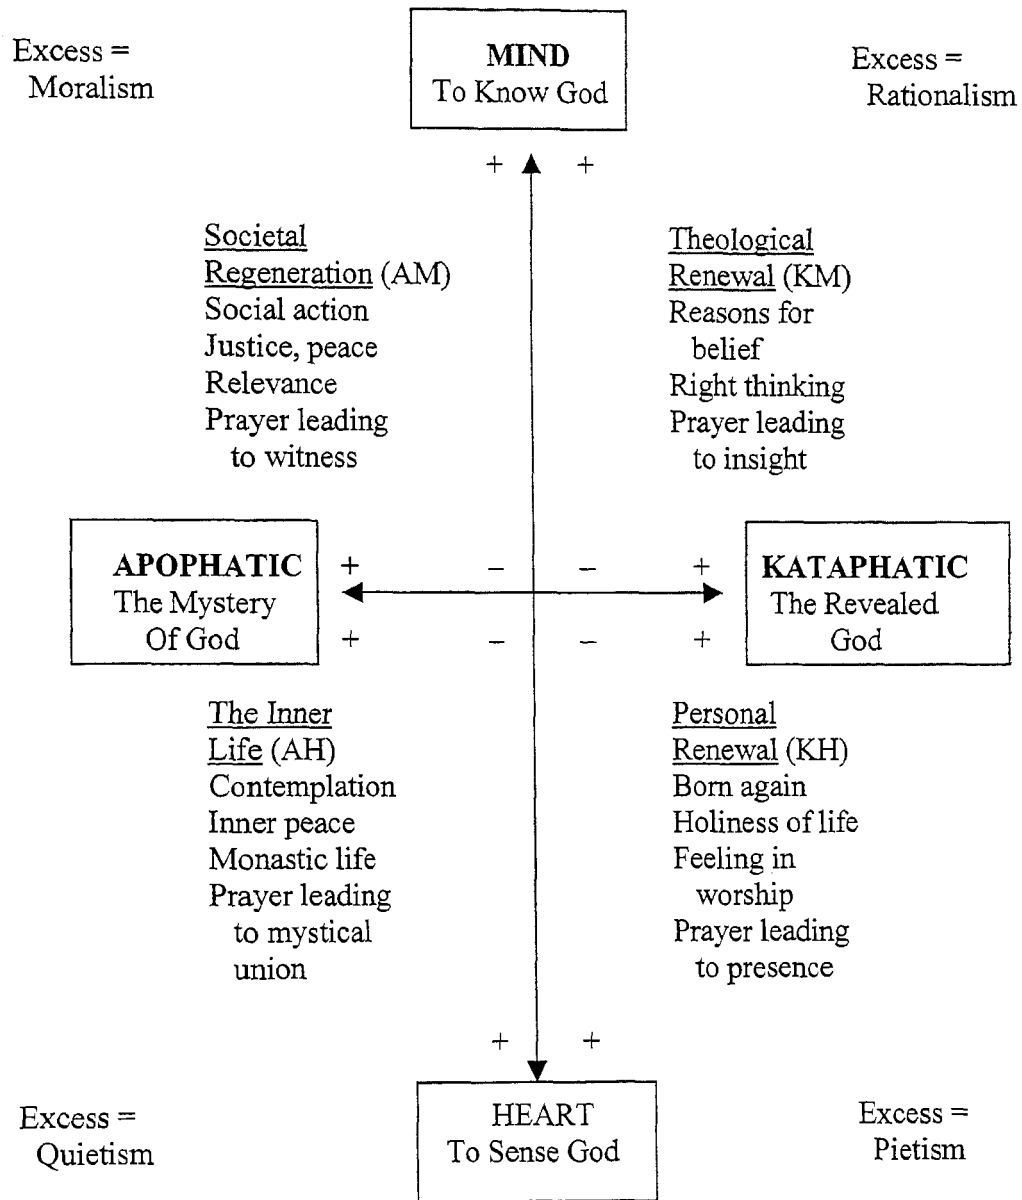 Excess =
Moralism
MIND
To Know God
Excess =
Rationalism
+ +
Societal
Regeneration (AM)
Social action
Justice, peace
Relevance
Prayer leading
to witness
Theological
Renewal (KM)
Reasons for
belief
Right thinking
Prayer leading
to insight
APOPHATIC
The Mystery
Of God
+ – – +
+ – – +
KATAPHATIC
The Revealed
God
The Inner
Life (AH)
Contemplation
Inner peace
Monastic life
Prayer leading
to mystical
union
Personal
Renewal (KH)
Born again
Holiness of life
Feeling in
worship
Prayer leading
to presence
+ +
Excess =
Quietism
HEART
To Sense God
Excess =
Pietism